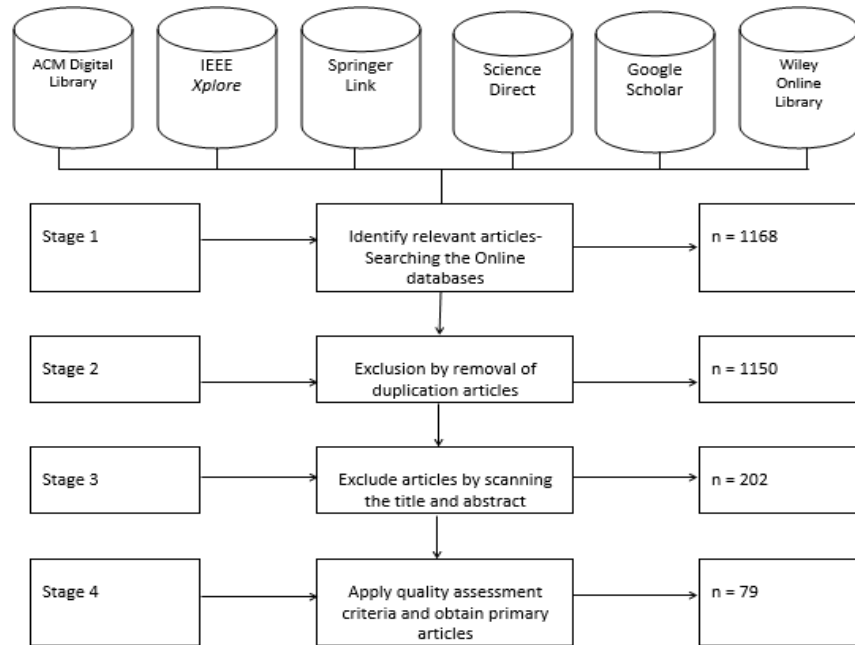 ACM Digital
Library
IEEE
Xplore
Springer
Link
Science
Direct
Google
Scholar
Wiley
Online
Library
Stage 1
Identify relevant articles-
Searching the Online
databases
n = 1168
Stage 2
Exclusion by removal of
duplication articles
n = 1150
Stage 3
Exclude articles by scanning
the title and abstract
n = 202
Stage 4
Apply quality assessment
criteria and obtain primary
articles
n = 79